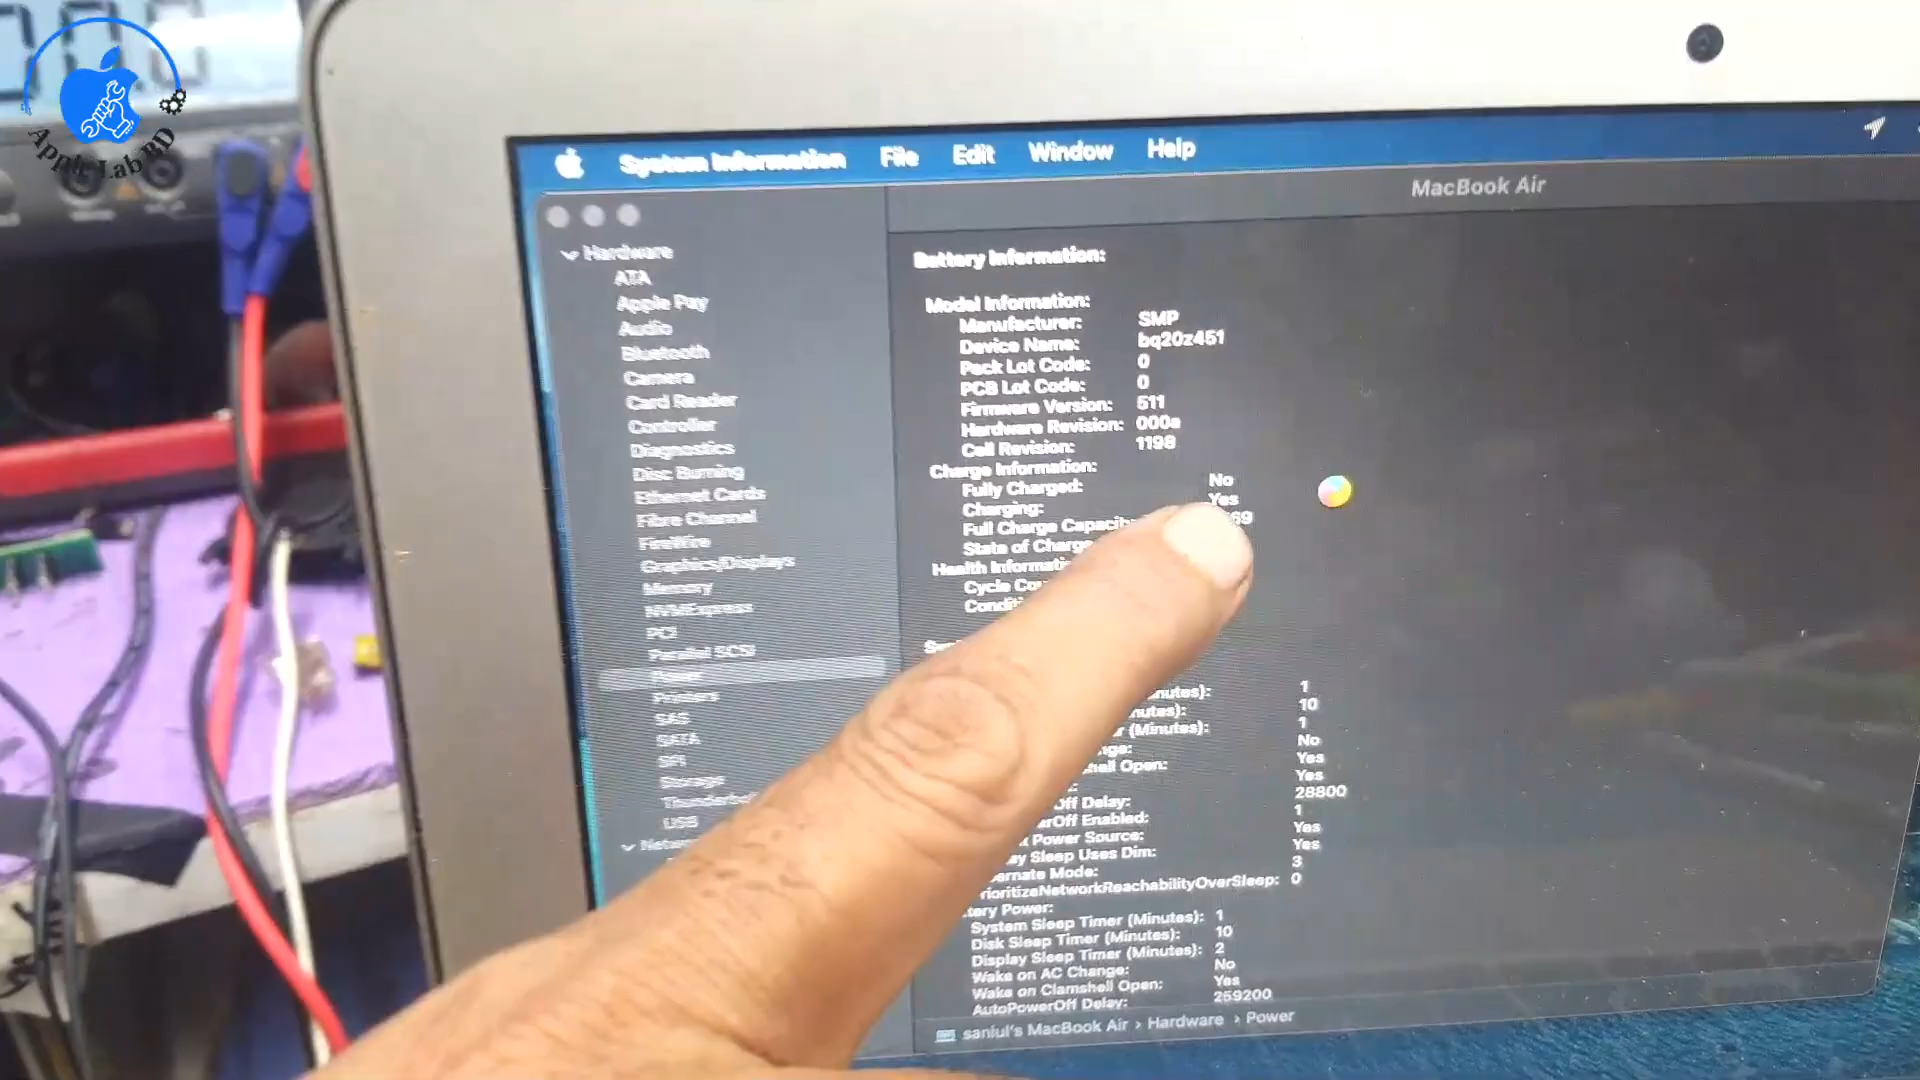 Apple Lab BD
System Information File Edit Window Help
MacBook Air
Hardware
ATA
Apple Pay
Audio
Bluetooth
Camera
Card Reader
Controller
Diagnostics
Disc Burning
Ethernet Cards
Fibre Channel
FireWire
Graphics/Displays
Memory
NVMExpress
PCI
Parallel SCSI
Power
Printers
SAS
SATA
SPI
Storage
USB
Battery Information:
Model Information:
Manufacturer: SMP
Device Name: bq20z451
Pack Lot Code: 0
PCB Lot Code: 0
Firmware Version: 511
Hardware Revision: 000a
Cell Revision: 1198
Charge Information:
Fully Charged: No
Charging: Yes
Full Charge
State of Charge
Health
Cycle
1
10
(Minutes): 1
No
Open: Yes
Yes
Off Delay: 28800
Enabled: 1
Power Source: Yes
Sleep Uses Dim: Yes
Mode: 3
rioritizeNetworkReachabilityOverSleep: 0
Power:
System Sleep Timer (Minutes): 1
Disk Sleep Timer (Minutes): 10
Display Sleep Timer (Minutes): 2
Wake on AC Change: No
Wake on Clamshell Open: Yes
AutoPowerOff Delay: 259200
saniul's MacBook Air › Hardware › Power